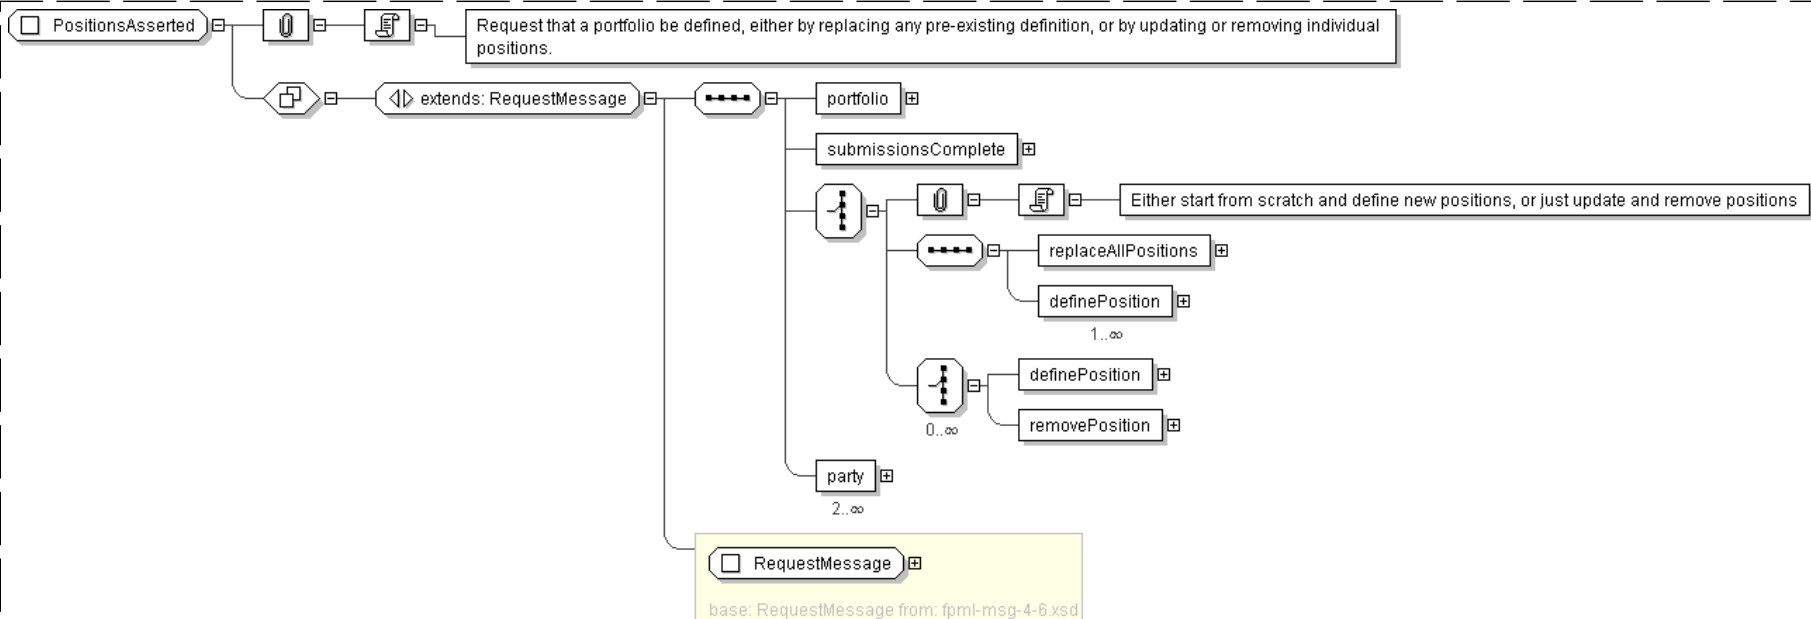 PositionsAsserted
Request that a portfolio be defined, either by replacing any pre-existing definition, or by updating or removing individual
positions.
extends: RequestMessage
portfolio
submissionsComplete
Either start from scratch and define new positions, or just update and remove positions
replaceAllPositions
definePosition
1..∞
definePosition
0..∞
removePosition
party
2..∞
RequestMessage
base: RequestMessage from: fpml-msg-4-6.xsd